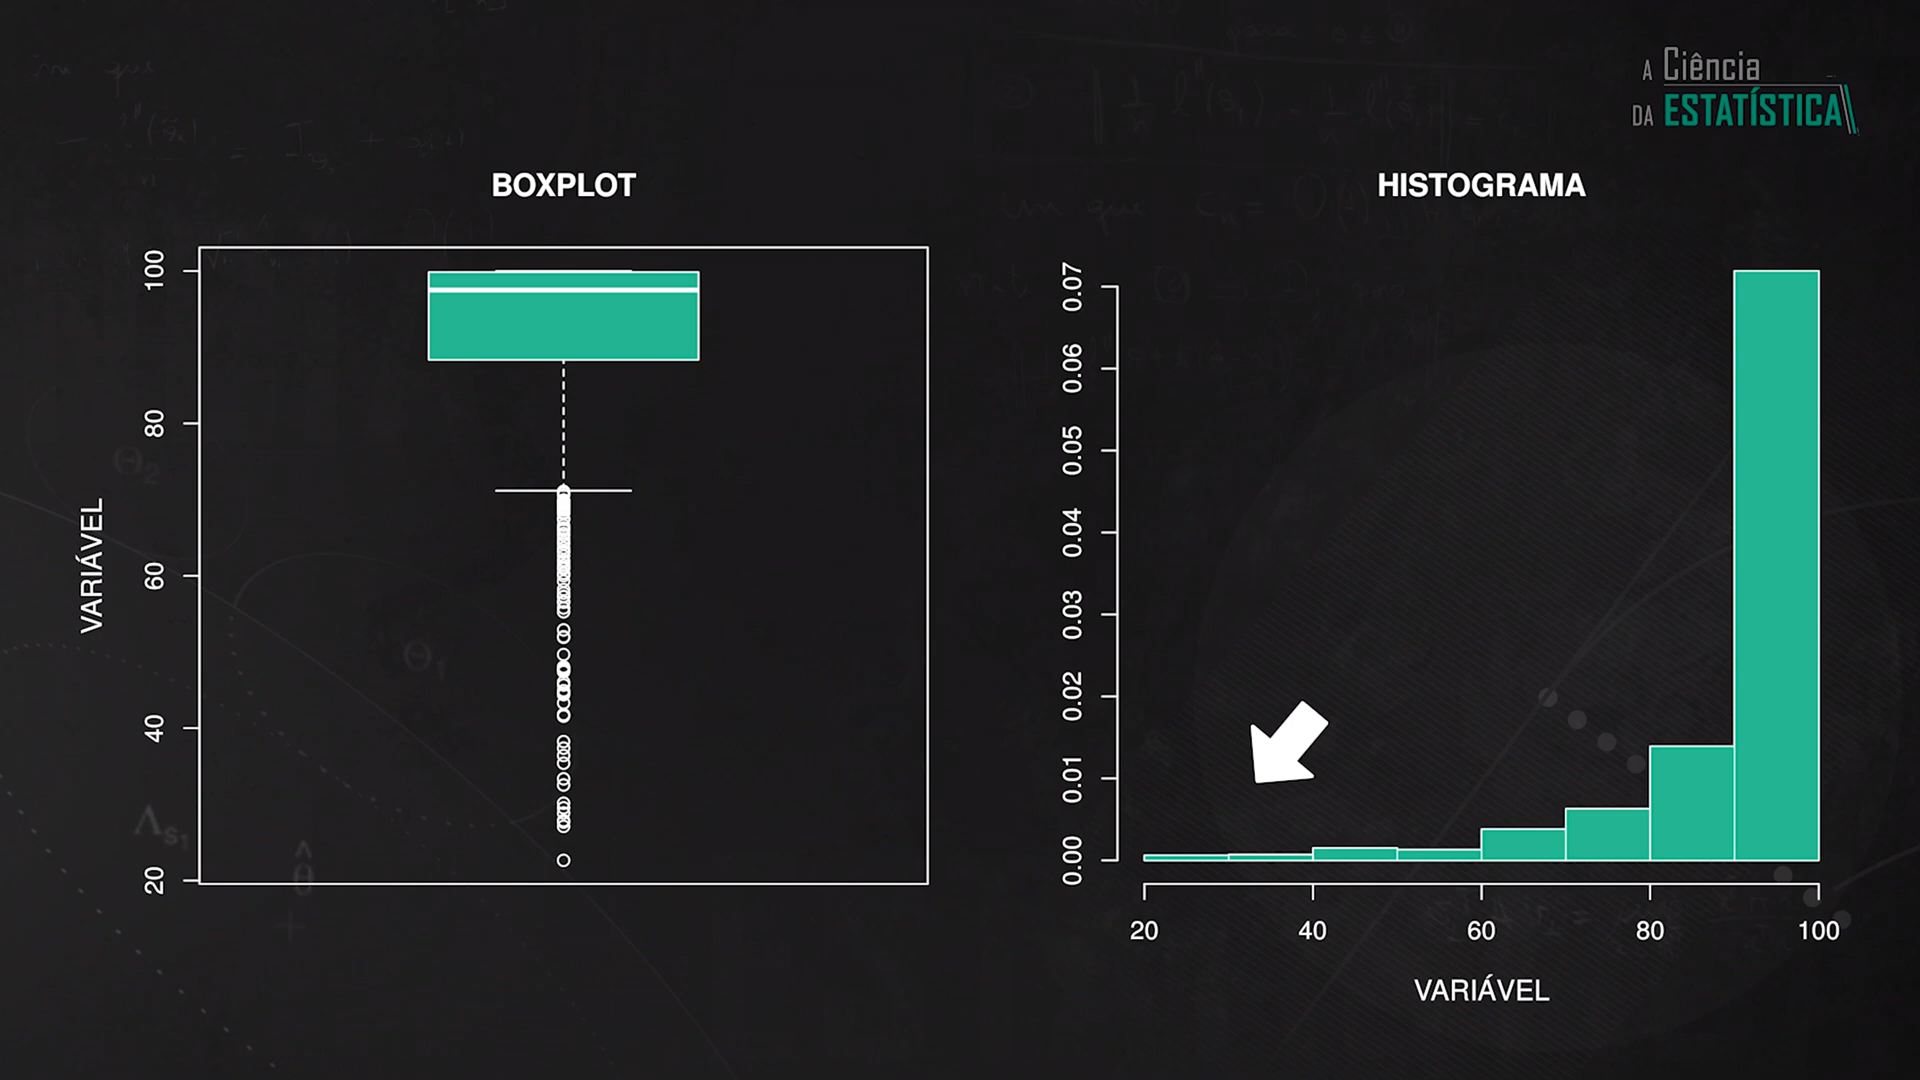 A Ciência
DA ESTATÍSTICA
BOXPLOT
HISTOGRAMA
VARIÁVEL
100
80
60
40
20
0.07
0.06
0.05
0.04
0.03
0.02
0.01
0.00
20 40 60 80 100
VARIÁVEL